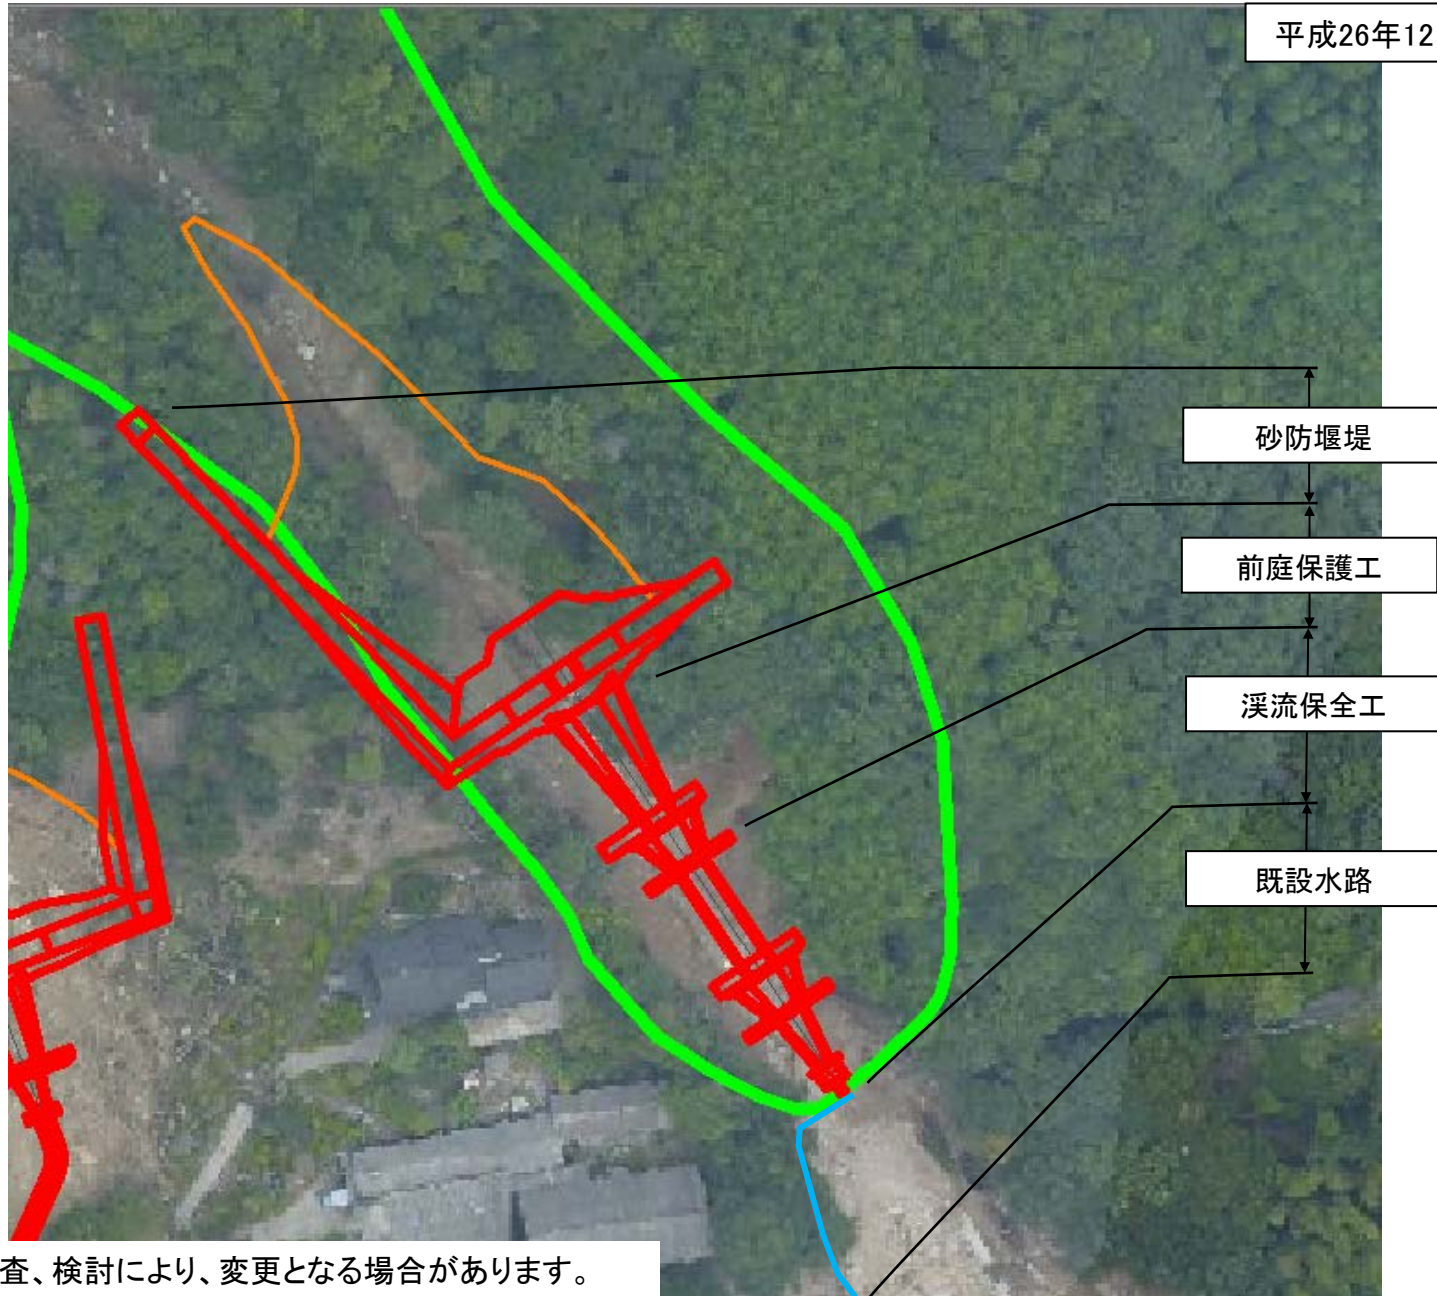 平成26年12
砂防堰堤
前庭保護工
渓流保全工
既設水路
査、検討により、変更となる場合があります。